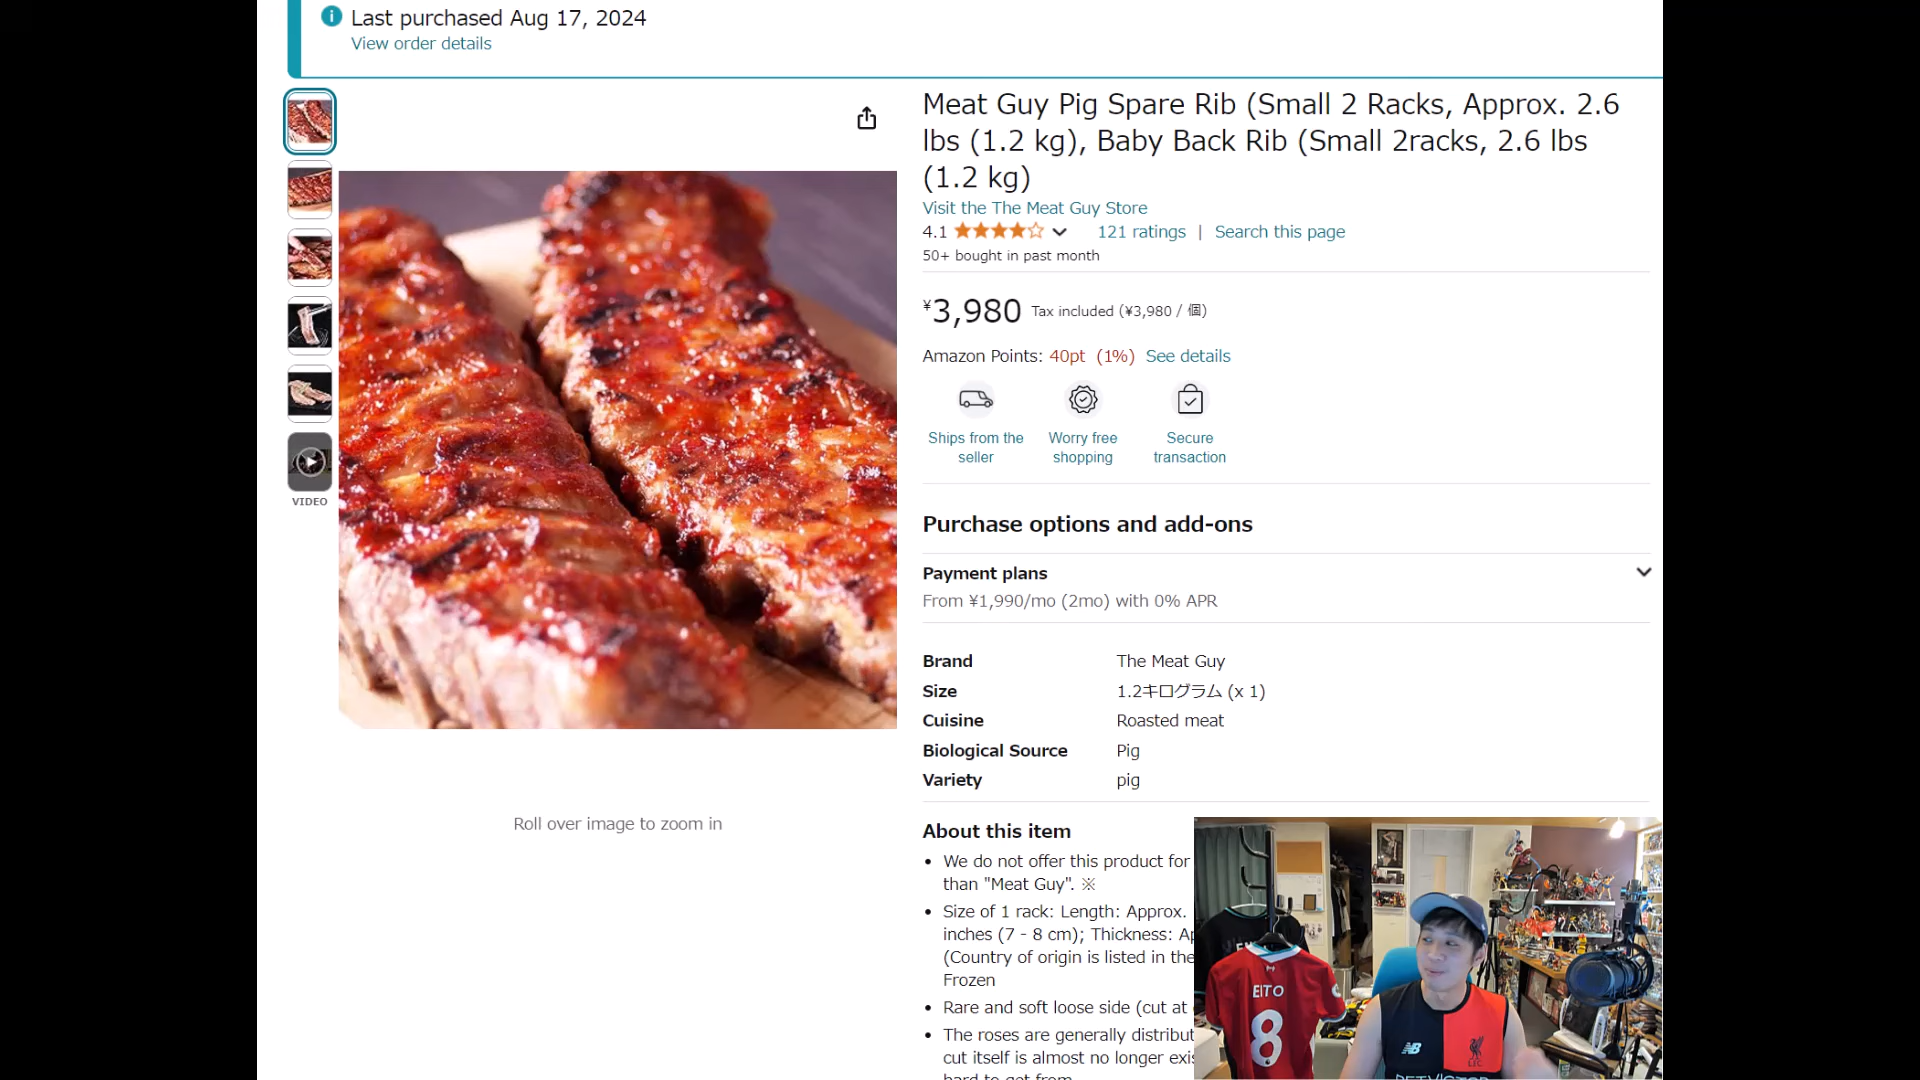 Last purchased Aug 17, 2024
View order details
Meat Guy Pig Spare Rib (Small 2 Racks, Approx. 2.6
lbs (1.2 kg), Baby Back Rib (Small 2racks, 2.6 lbs
(1.2 kg)
Visit the The Meat Guy Store
4.1 121 ratings | Search this page
50+ bought in past month
¥3,980 Tax included (¥3,980 / 個)
Amazon Points: 40pt (1%) See details
Ships from the
seller
Worry free
shopping
Secure
transaction
VIDEO
Purchase options and add-ons
Payment plans
From ¥1,990/mo (2mo) with 0% APR
Brand The Meat Guy
Size 1.2キログラム (x 1)
Cuisine Roasted meat
Biological Source Pig
Variety pig
Roll over image to zoom in
About this item
• We do not offer this product for
than "Meat Guy". ※
• Size of 1 rack: Length: Approx.
inches (7 - 8 cm); Thickness:
(Country of origin is listed in the
Frozen
• Rare and soft loose side (cut at
• The roses are generally
cut itself is almost no longer
hard to get from
EITO
8
NB
LFC